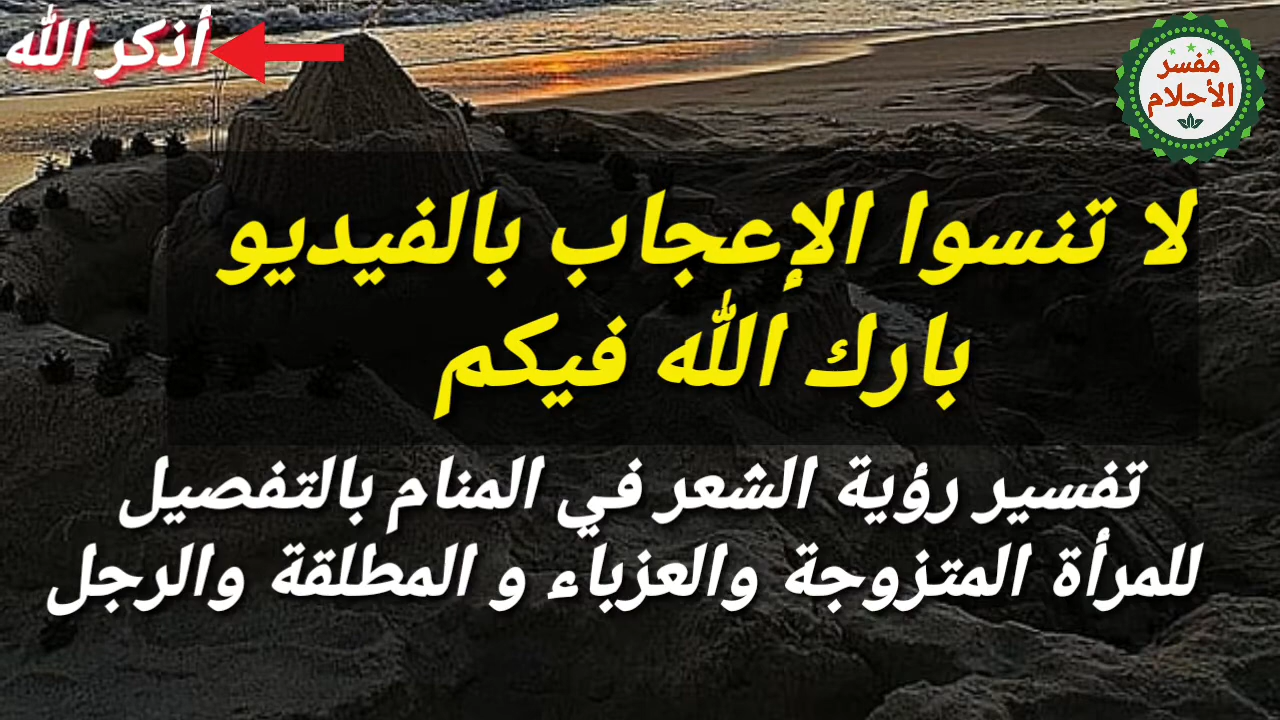 أذكر الله
مفسر
الأحلام
لا تنسوا الإعجاب بالفيديو
بارك الله فيكم
تفسير رؤية الشعر في المنام بالتفصيل
للمرأة المتزوجة والعزباء و المطلقة والرجل